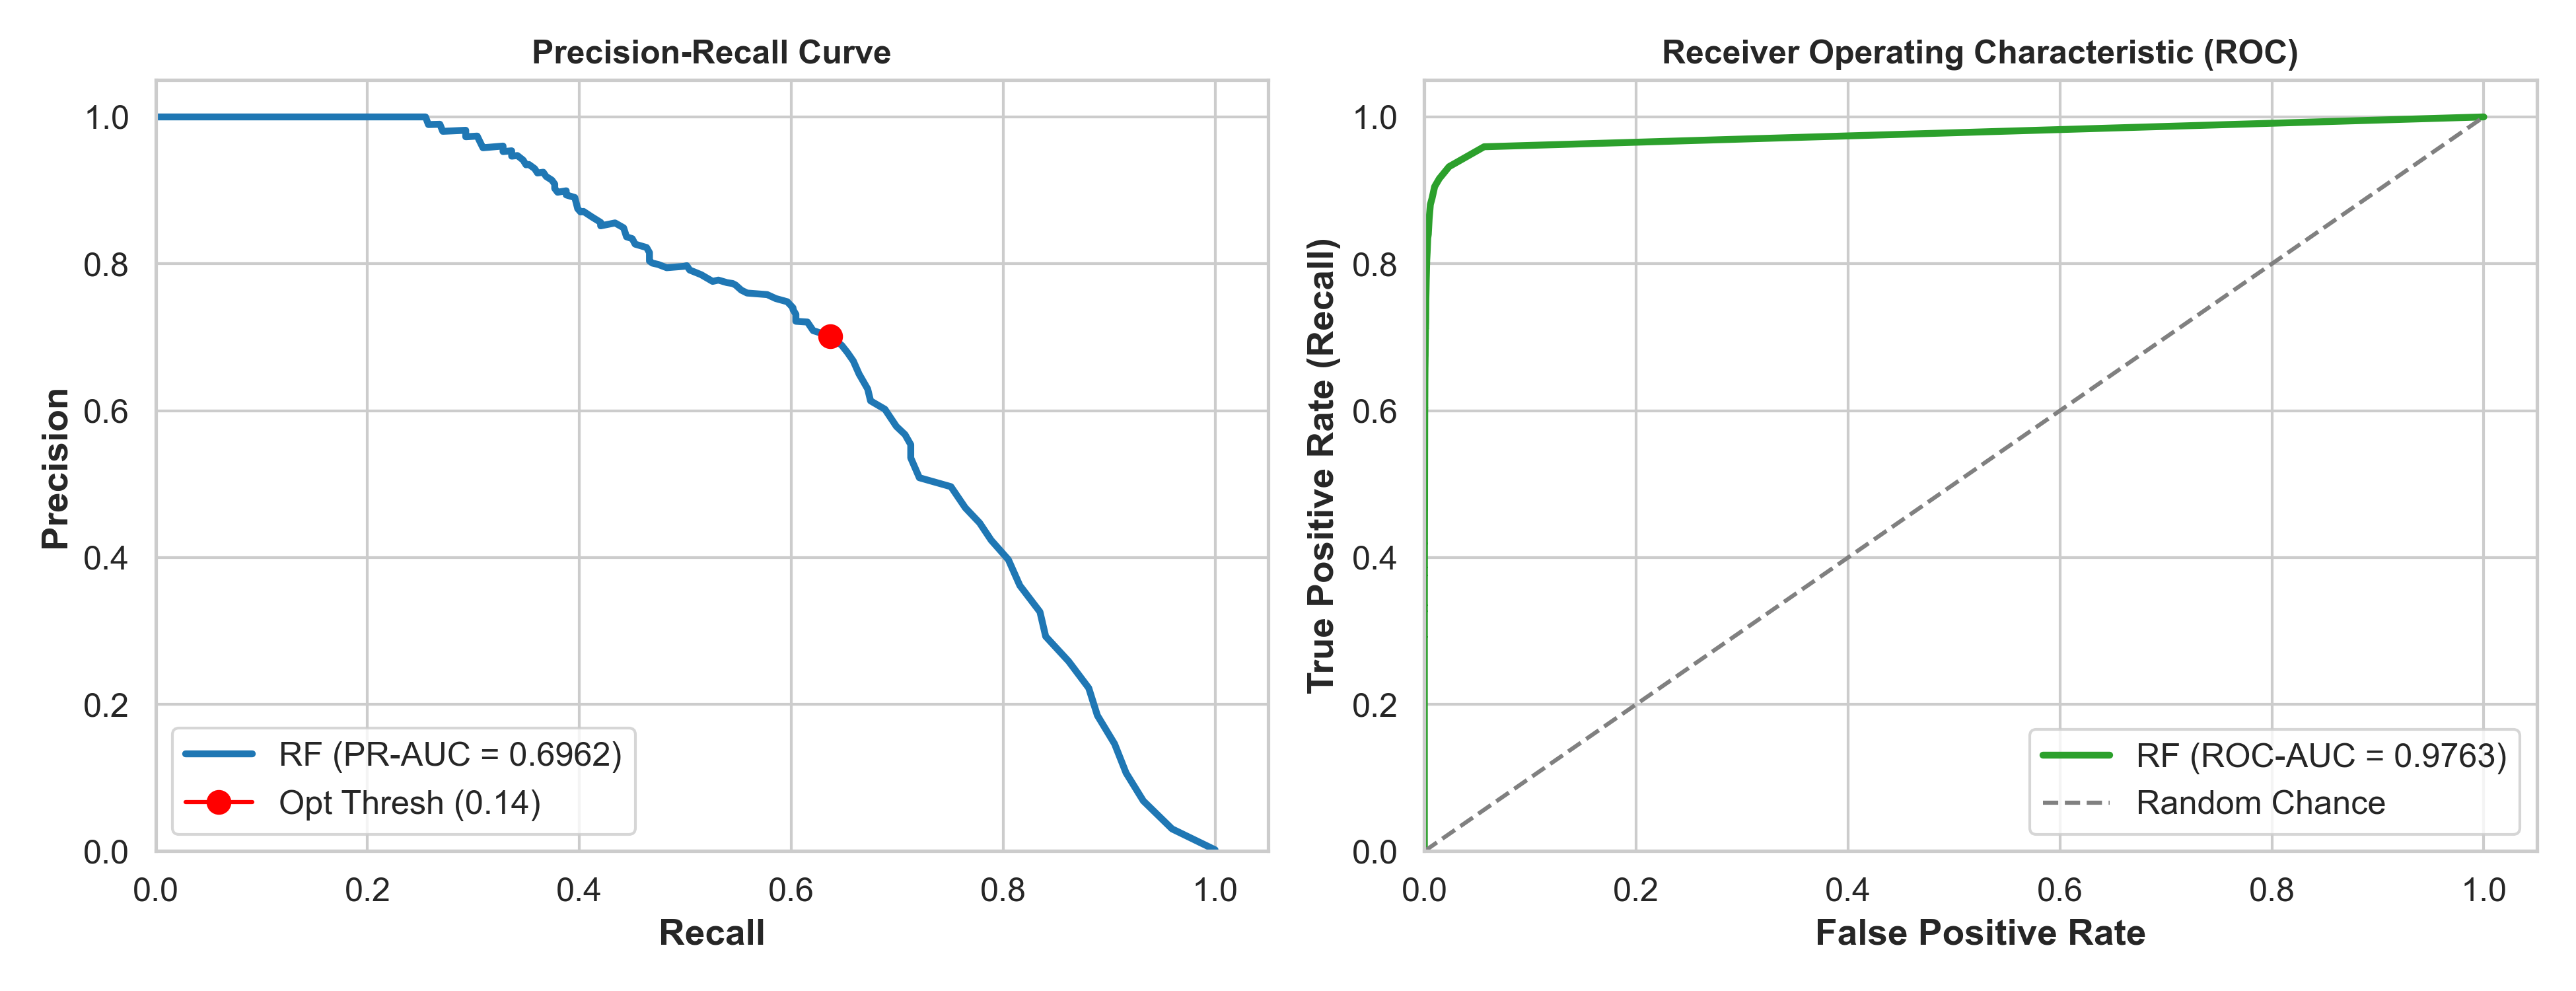 Precision-Recall Curve
Precision
1.0
0.8
0.6
0.4
0.2
0.0
RF (PR-AUC = 0.6962)
Opt Thresh (0.14)
0.0 0.2 0.4 0.6 0.8 1.0
Recall
Receiver Operating Characteristic (ROC)
True Positive Rate (Recall)
1.0
0.8
0.6
0.4
0.2
0.0
RF (ROC-AUC = 0.9763)
Random Chance
0.0 0.2 0.4 0.6 0.8 1.0
False Positive Rate